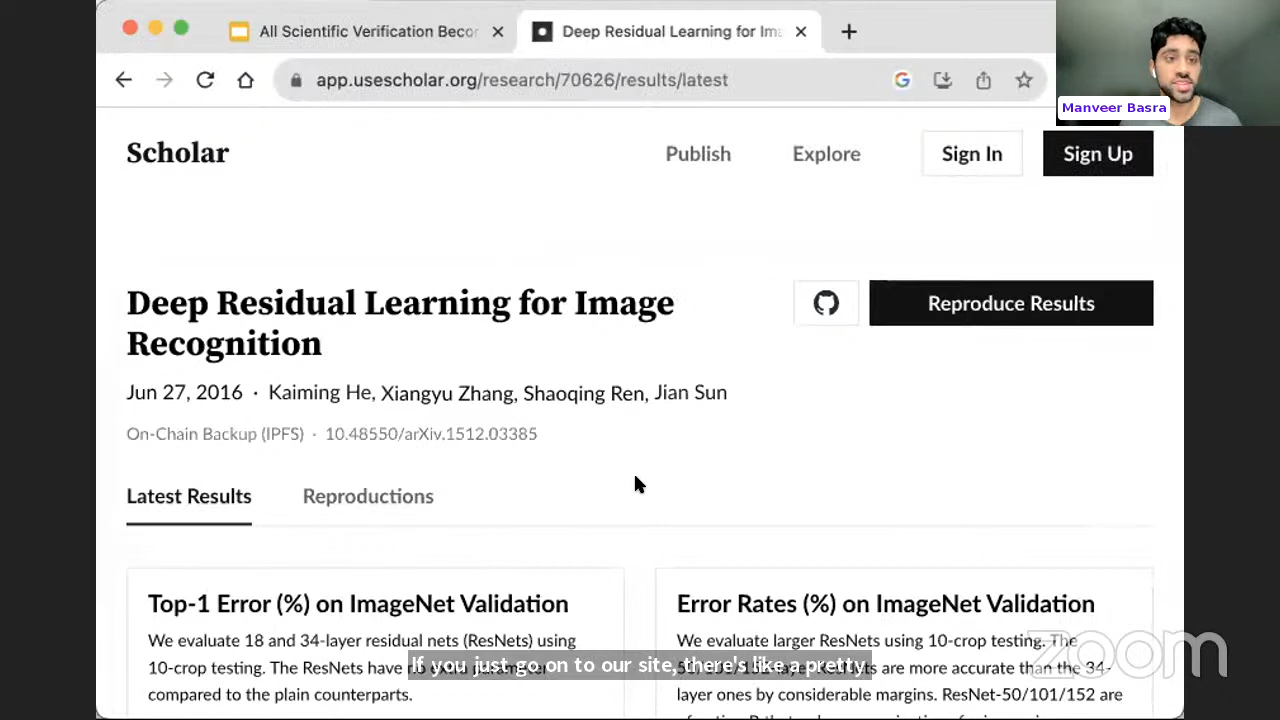 All Scientific Verification Becor
Deep Residual Learning for Ima
app.usescholar.org/research/70626/results/latest
Manveer Basra
Scholar
Publish
Explore
Sign In
Sign Up
Deep Residual Learning for Image
Recognition
Reproduce Results
Jun 27, 2016 · Kaiming He, Xiangyu Zhang, Shaoqing Ren, Jian Sun
On-Chain Backup (IPFS) · 10.48550/arXiv.1512.03385
Latest Results
Reproductions
Top-1 Error (%) on ImageNet Validation
We evaluate 18 and 34-layer residual nets (ResNets) using
10-crop testing. The ResNets have
compared to the plain counterparts.
Error Rates (%) on ImageNet Validation
We evaluate larger ResNets using 10-crop testing. The
are more accurate than the 34-
layer ones by considerable margins. ResNet-50/101/152 are
If you just go on to our site, there's like a pretty
zoom